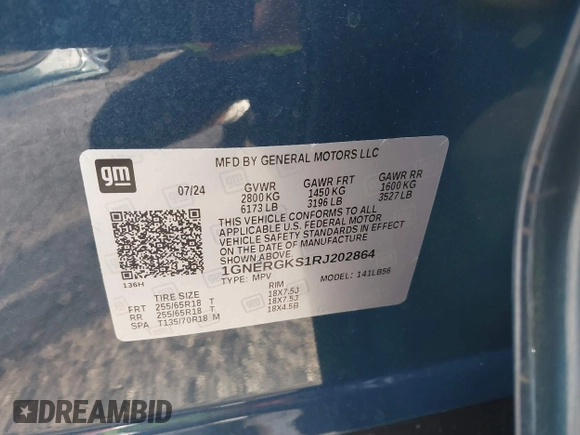 gm
MFD BY GENERAL MOTORS LLC
07/24 GVWR GAWR FRT GAWR RR
2800 KG 1450 KG 1600 KG
6173 LB 3196 LB 3527 LB
THIS VEHICLE CONFORMS TO ALL
APPLICABLE U.S. FEDERAL MOTOR
VEHICLE SAFETY STANDARDS IN EFFECT
ON THE DATE OF MANUFACTURE
SHOWN ABOVE.
136H 1GNERGKS1RJ202864
TYPE: MPV MODEL: 141LB56
TIRE SIZE RIM
FRT 255/65R18 T 18X7.5J
RR 255/65R18 T 18X7.5J
SPA T135/70R18 M 18X4.5B
DREAMBID